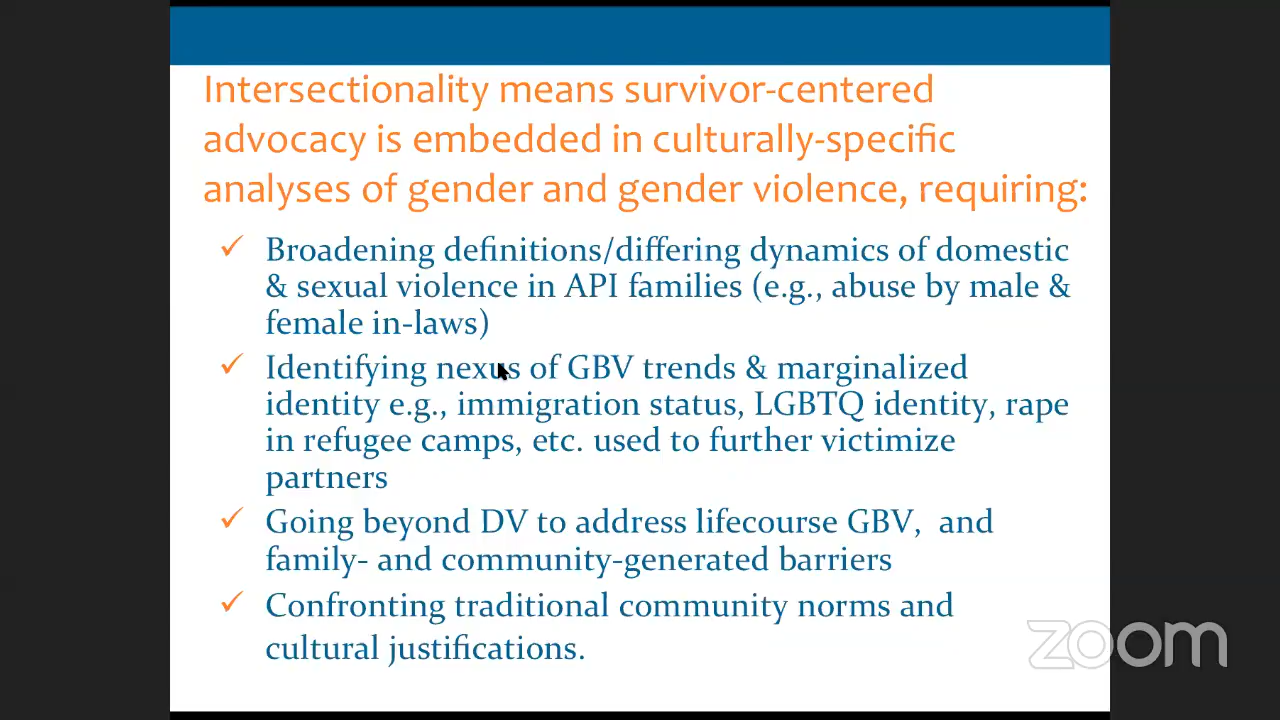 Intersectionality means survivor-centered
advocacy is embedded in culturally-specific
analyses of gender and gender violence, requiring:
✓ Broadening definitions/differing dynamics of domestic
& sexual violence in API families (e.g., abuse by male &
female in-laws)
✓ Identifying nexus of GBV trends & marginalized
identity e.g., immigration status, LGBTQ identity, rape
in refugee camps, etc. used to further victimize
partners
✓ Going beyond DV to address lifecourse GBV,  and
family- and community-generated barriers
✓ Confronting traditional community norms and
cultural justifications.
zoom